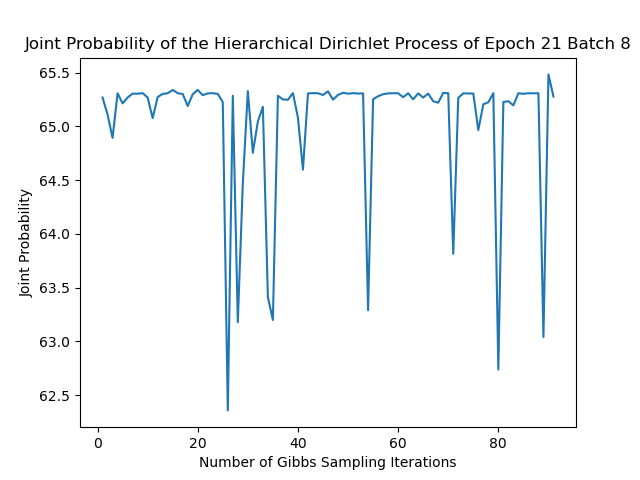 Joint Probability of the Hierarchical Dirichlet Process of Epoch 21 Batch 8
65.5
65.0
64.5
64.0
63.5
63.0
62.5
Joint Probability
0 20 40 60 80
Number of Gibbs Sampling Iterations